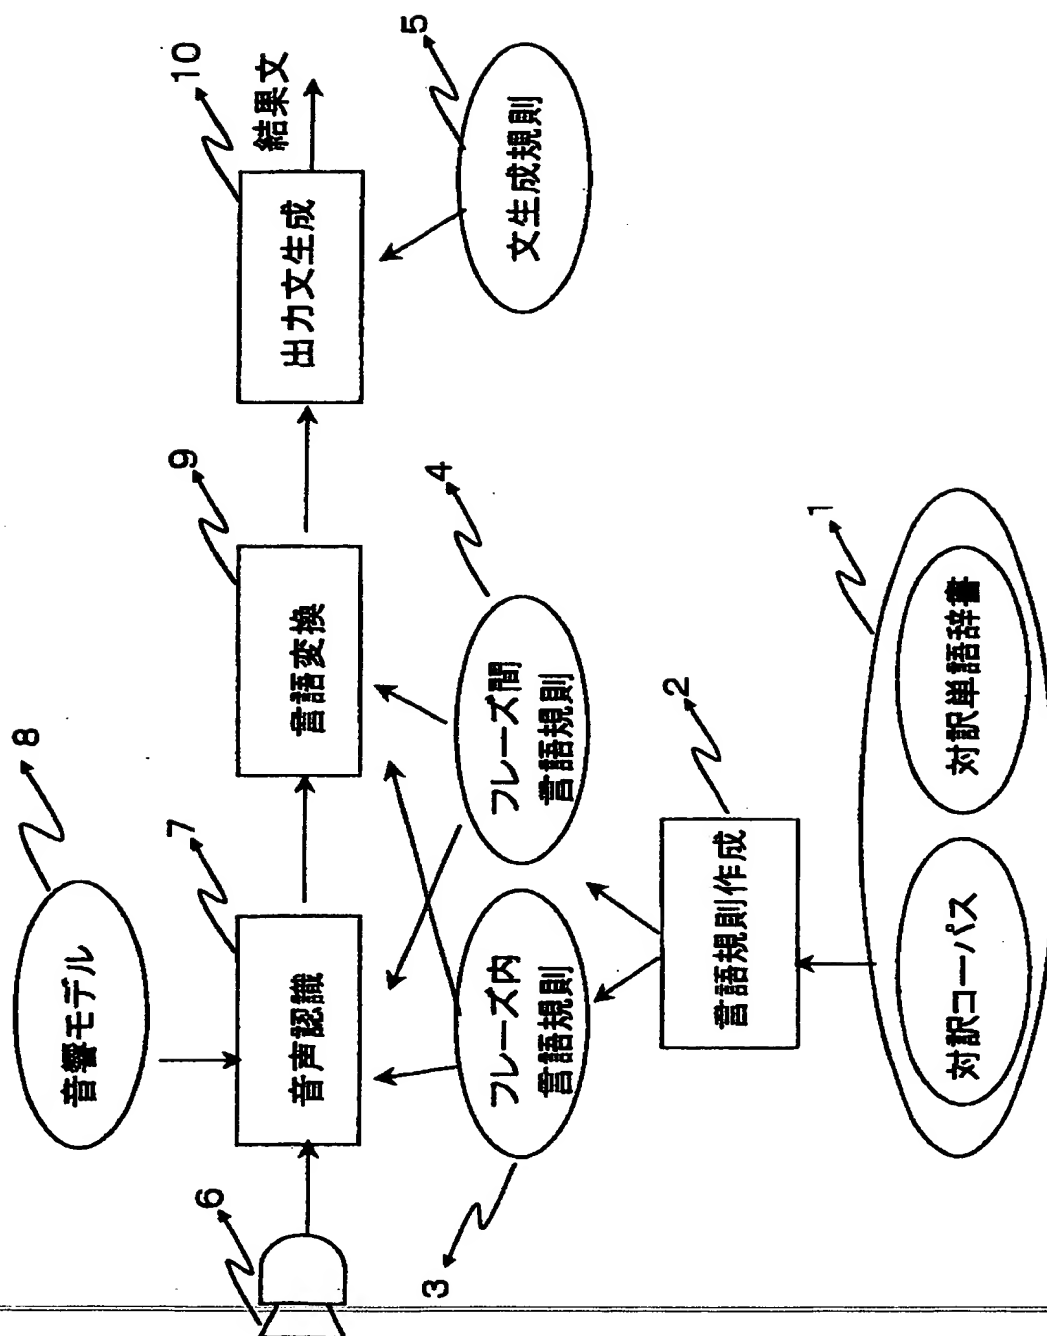 6
音響モデル
8
音声認識
7
言語変換
9
出力文生成
10
結果文
3
フレーズ内
言語規則
フレーズ間
言語規則
4
文生成規則
5
言語規則作成
2
対訳コーパス
対訳単語辞書
1